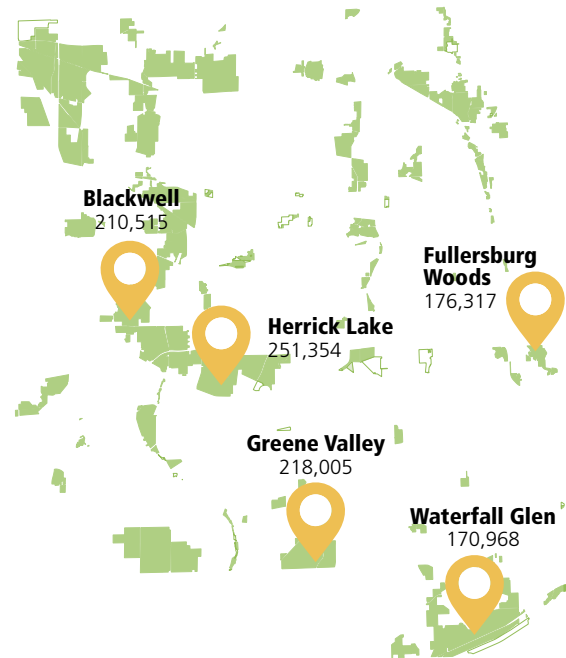 Blackwell
210,515
Fullersburg
Woods
176,317
Herrick Lake
251,354
Greene Valley
218,005
Waterfall Glen
170,968